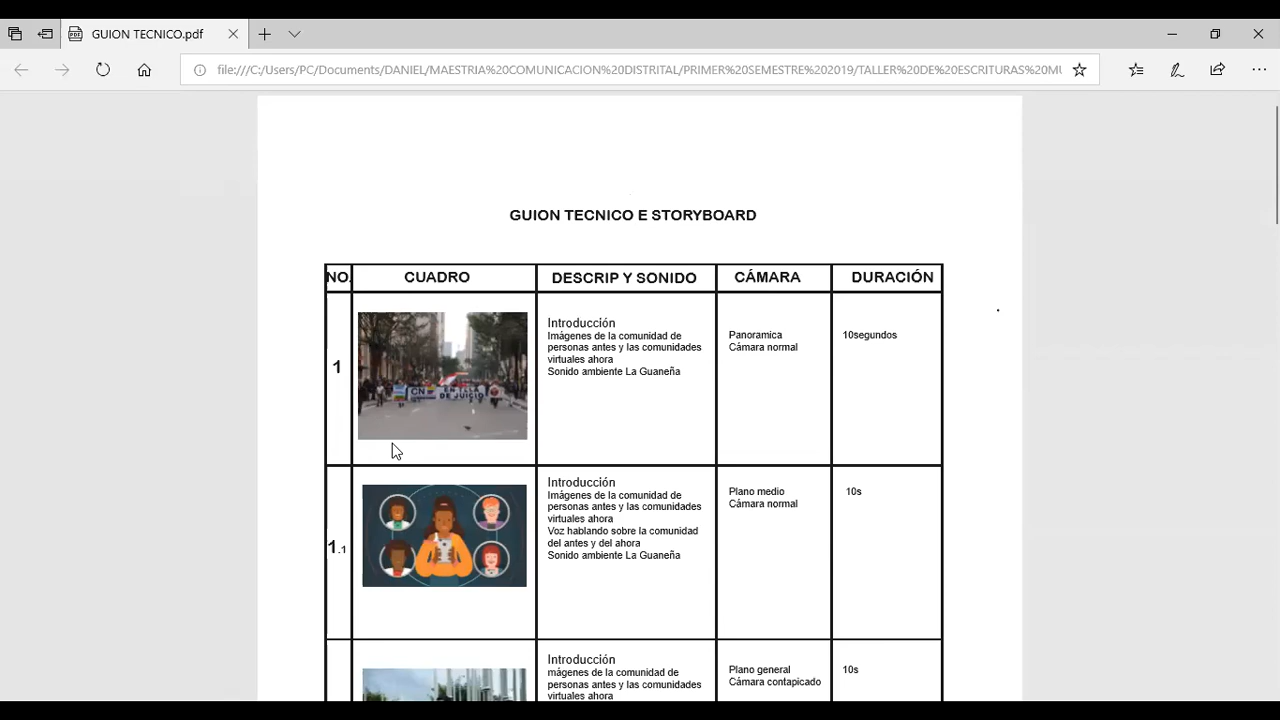 GUION TECNICO.pdf
file:///C:/Users/PC/Documents/DANIEL/MAESTRIA%20COMUNICACION%20DISTRITAL/PRIMER%20SEMESTRE%202019/TALLER%20DE%20ESCRITURAS%20MU
GUION TECNICO E STORYBOARD
NO. CUADRO DESCRIP Y SONIDO CÁMARA DURACIÓN
1
CN EN TELA
DE JUICIO
Introducción
Imágenes de la comunidad de
personas antes y las comunidades
virtuales ahora
Sonido ambiente La Guaneña
Panoramica
Cámara normal
10segundos
1.1
Introducción
Imágenes de la comunidad de
personas antes y las comunidades
virtuales ahora
Voz hablando sobre la comunidad
del antes y del ahora
Sonido ambiente La Guaneña
Plano medio
Cámara normal
10s
Introducción
mágenes de la comunidad de
personas antes y las comunidades
virtuales ahora
Plano general
Cámara contapicado
10s